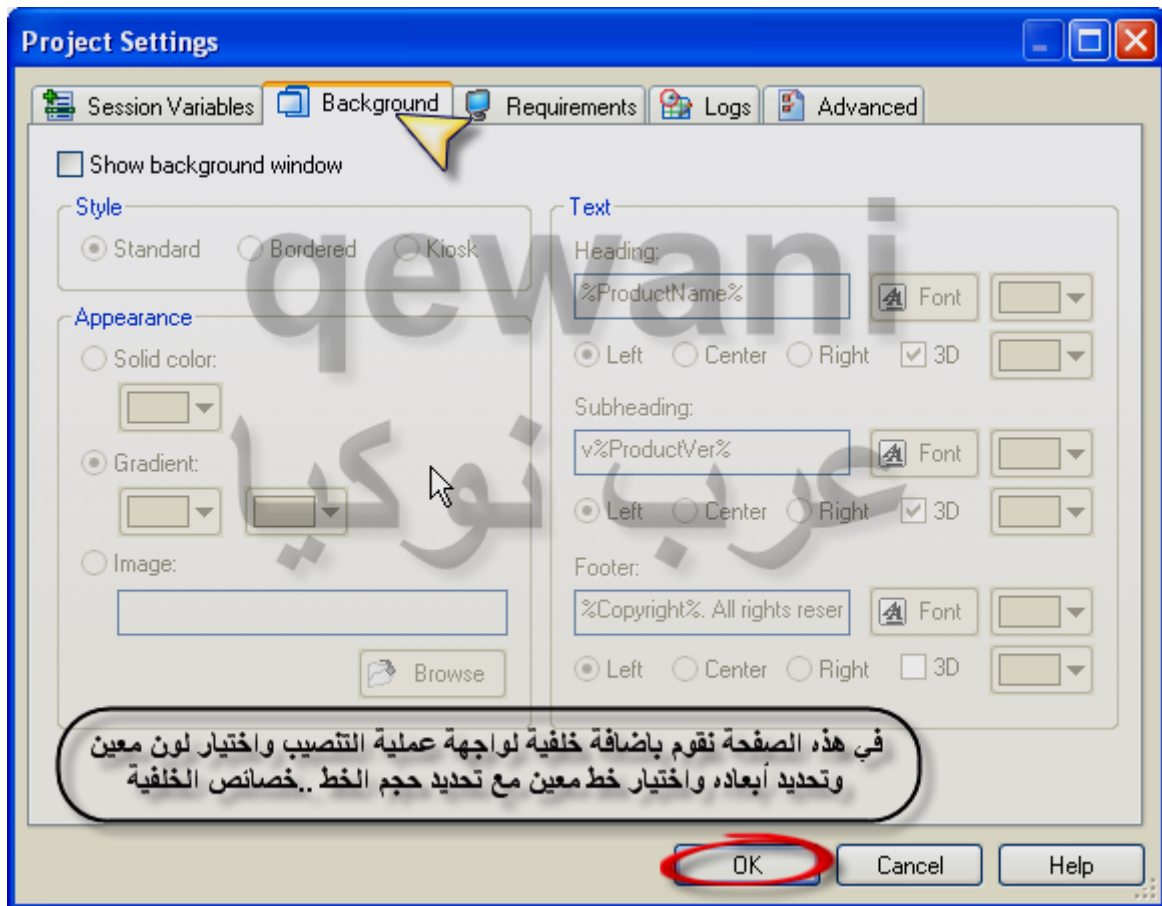 Project Settings
Session Variables Background Requirements Logs Advanced
Show background window
Style
Standard Bordered Kiosk
Appearance
Solid color:
Gradient:
Image:
Browse
Text
Heading:
%ProductName% Font
Left Center Right 3D
Subheading:
v%ProductVer% Font
Left Center Right 3D
Footer:
%Copyright%. All rights reser Font
Left Center Right 3D
qewani
عرب نوكيا
في هذه الصفحة نقوم باضافة خلفية لواجهة عملية التنصيب واختيار لون معين
وتحديد أبعاده واختيار خط معين مع تحديد حجم الخط ..خصائص الخلفية
OK Cancel Help